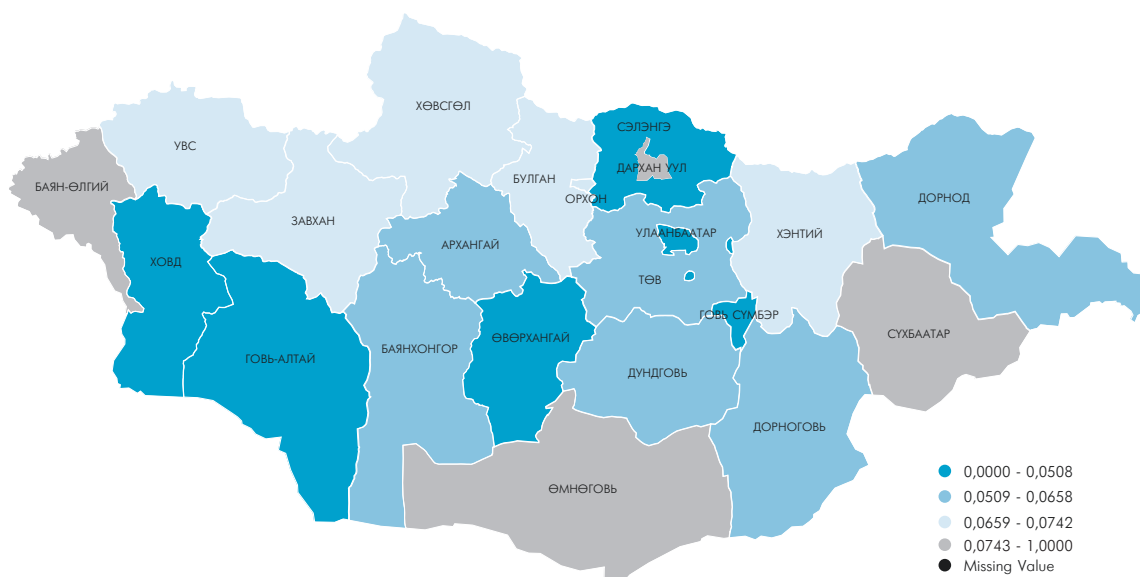 ХӨВСГӨЛ
СЭЛЭНГЭ
УВС
ДАРХАН УУЛ
БУЛГАН
БАЯН-ӨЛГИЙ
ОРХОН
ДОРНОД
ЗАВХАН
УЛААНБААТАР
ХЭНТИЙ
АРХАНГАЙ
ХОВД
ТӨВ
ГОВЬ СҮМБЭР
СҮХБААТАР
ӨВӨРХАНГАЙ
БАЯНХОНГОР
ГОВЬ-АЛТАЙ
ДУНДГОВЬ
ДОРНОГОВЬ
ӨМНӨГОВЬ
0,0000 - 0,0508
0,0509 - 0,0658
0,0659 - 0,0742
0,0743 - 1,0000
Missing Value